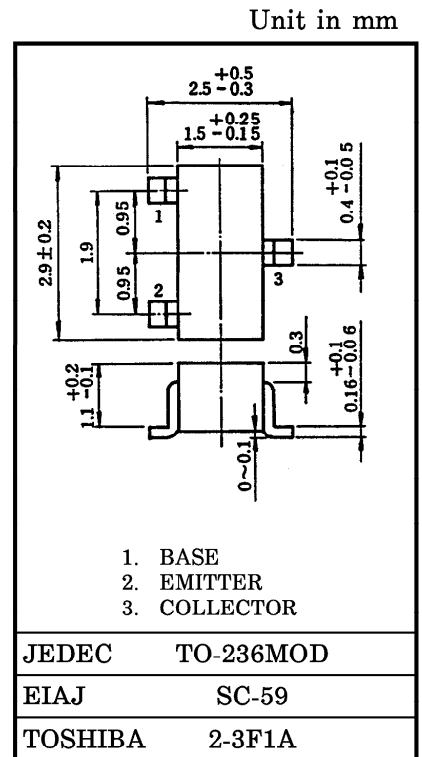 Unit in mm
+0.5
2.5 -0.3
+0.25
1.5 -0.15
+0.1
0.4 -0.05
1
0.95
2.9±0.2
1.9
0.95
3
2
0.3
+0.2
1.1 -0.1
+0.1
0.16 -0.06
0~0.1
1. BASE
2. EMITTER
3. COLLECTOR
JEDEC TO-236MOD
EIAJ SC-59
TOSHIBA 2-3F1A